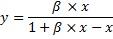 y = β × x / 1 + β × x − x